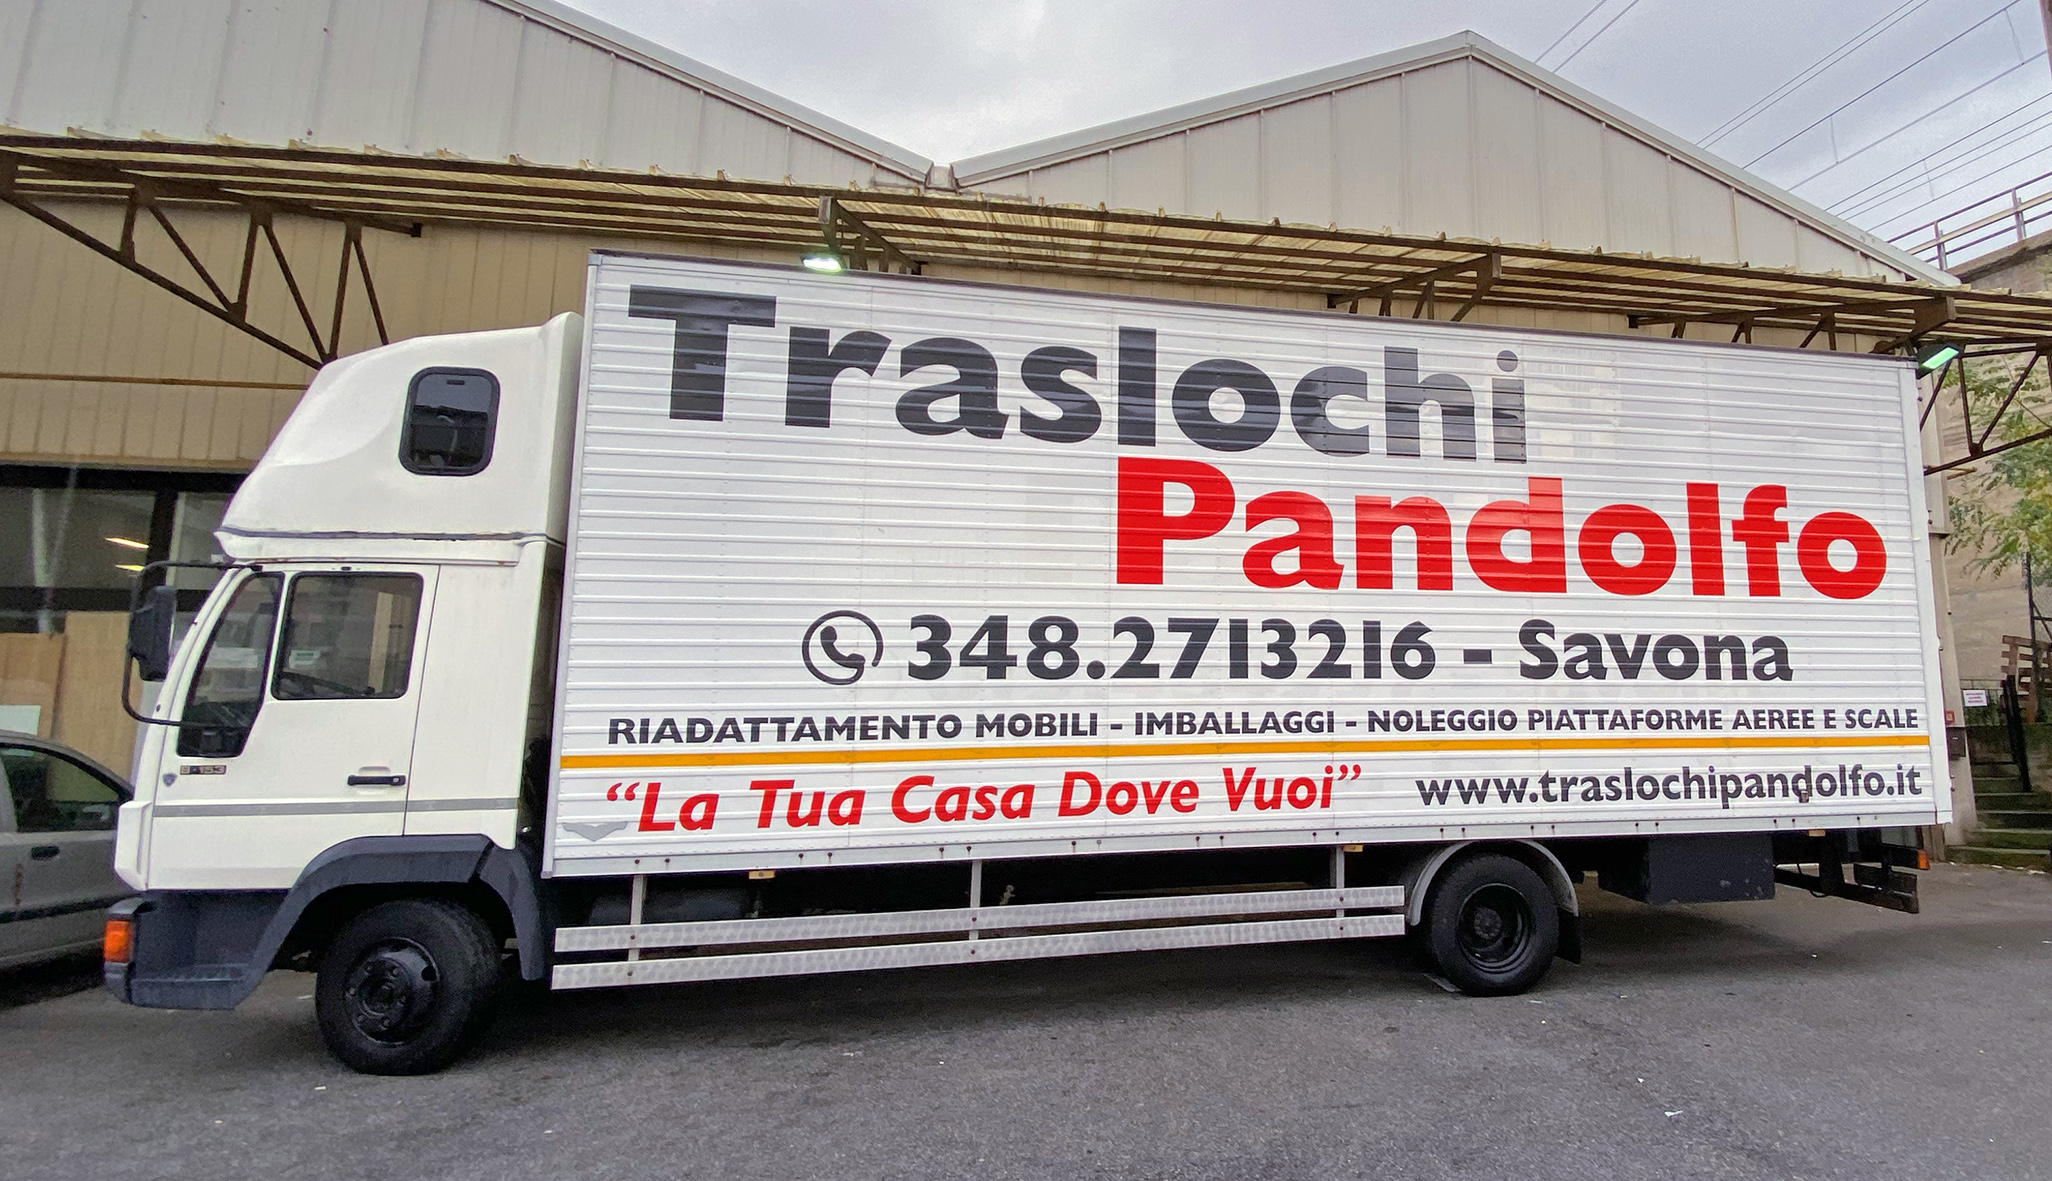 Traslochi
Pandolfo
348.2713216 - Savona
RIADATTAMENTO MOBILI - IMBALLAGGI - NOLEGGIO PIATTAFORME AEREE E SCALE
“La Tua Casa Dove Vuoi” www.traslochipandolfo.it